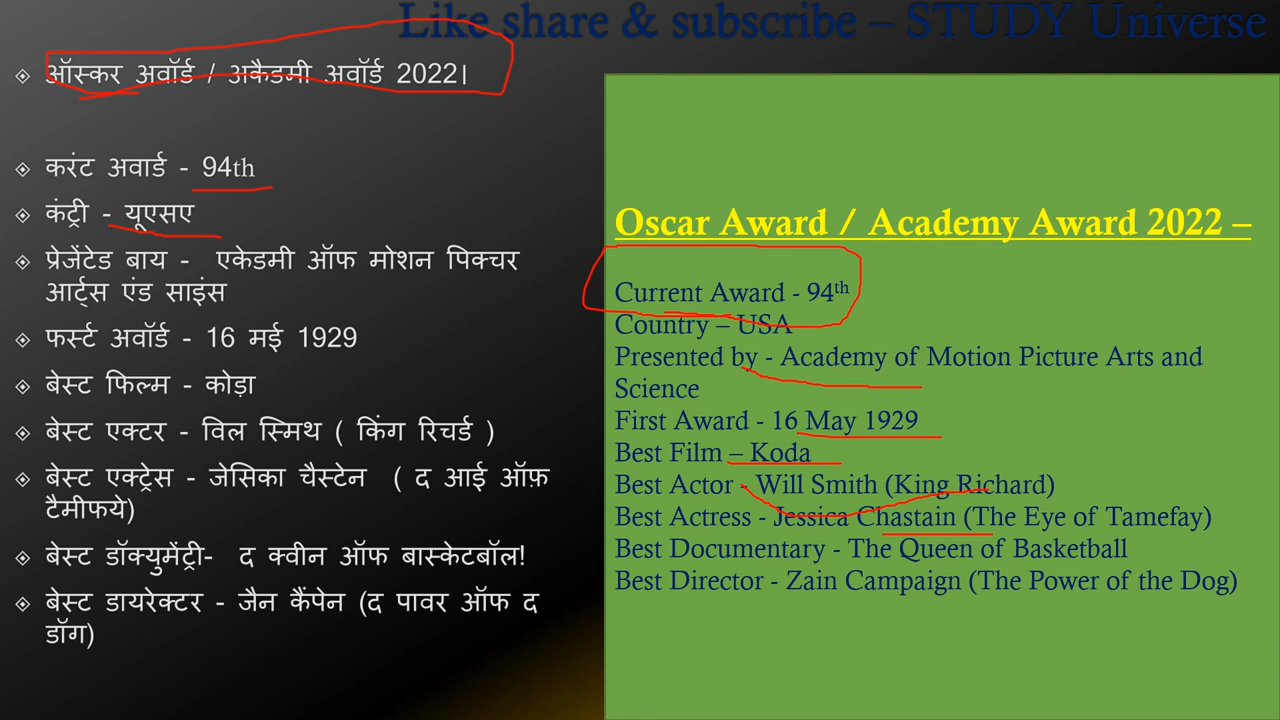 Like share & subscribe – STUDY Universe
ऑस्कर अवॉर्ड / अकैडमी अवॉर्ड 2022।
करंट अवार्ड - 94th
कंट्री - यूएसए
प्रेजेंटेड बाय - एकेडमी ऑफ मोशन पिक्चर
आर्ट्स एंड साइंस
फर्स्ट अवॉर्ड - 16 मई 1929
बेस्ट फिल्म - कोड़ा
बेस्ट एक्टर - विल स्मिथ ( किंग रिचर्ड )
बेस्ट एक्ट्रेस - जेसिका चैस्टेन ( द आई ऑफ़
टैमीफये)
बेस्ट डॉक्युमेंट्री- द क्वीन ऑफ बास्केटबॉल!
बेस्ट डायरेक्टर - जैन कैंपेन (द पावर ऑफ द
डॉग)
Oscar Award / Academy Award 2022 –
Current Award - 94th
Country – USA
Presented by - Academy of Motion Picture Arts and
Science
First Award - 16 May 1929
Best Film – Koda
Best Actor - Will Smith (King Richard)
Best Actress - Jessica Chastain (The Eye of Tamefay)
Best Documentary - The Queen of Basketball
Best Director - Zain Campaign (The Power of the Dog)